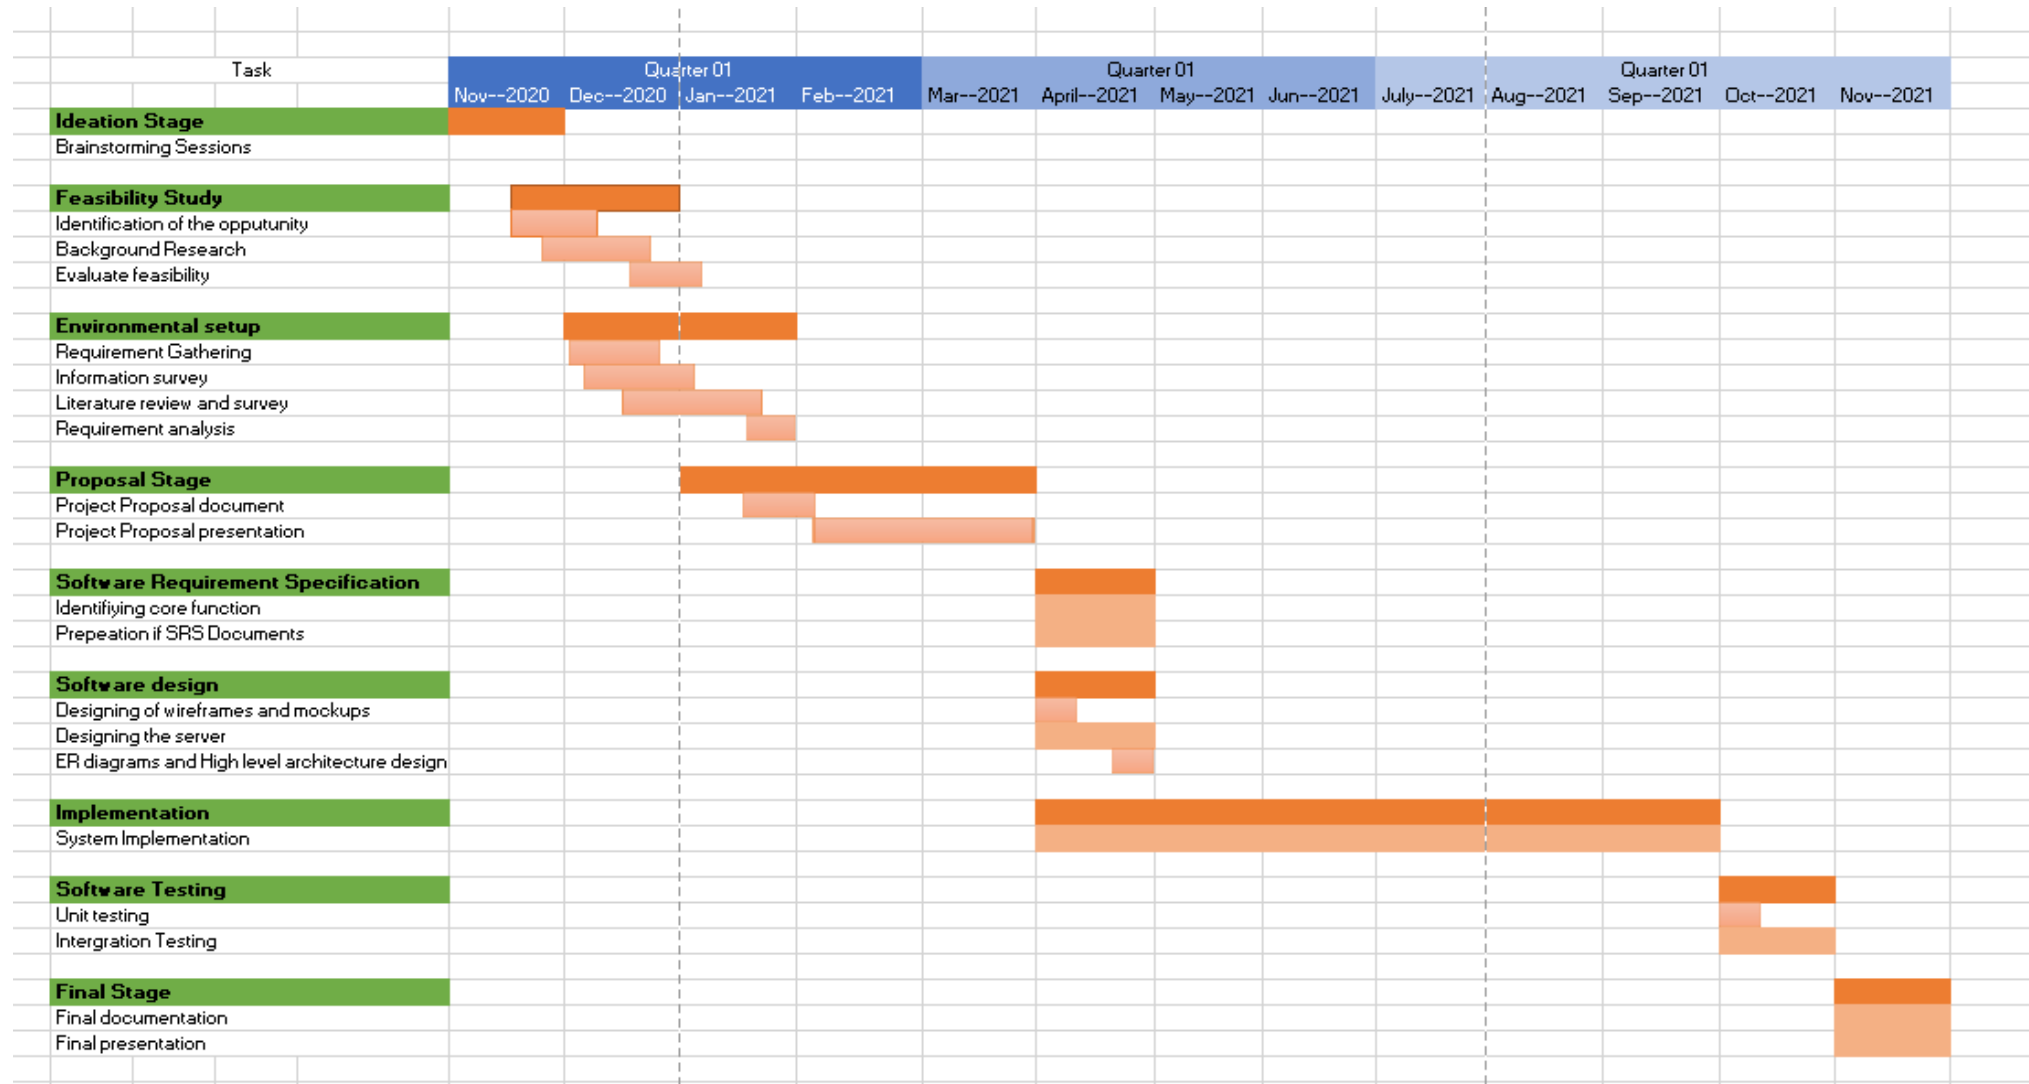 Task
Quarter 01 Quarter 01 Quarter 01
Nov--2020 Dec--2020 Jan--2021 Feb--2021 Mar--2021 April--2021 May--2021 Jun--2021 July--2021 Aug--2021 Sep--2021 Oct--2021 Nov--2021
Ideation Stage
Brainstorming Sessions
Feasibility Study
Identification of the opputunity
Background Research
Evaluate feasibility
Environmental setup
Requirement Gathering
Information survey
Literature review and survey
Requirement analysis
Proposal Stage
Project Proposal document
Project Proposal presentation
Software Requirement Specification
Identifiying core function
Prepeation if SRS Documents
Software design
Designing of wireframes and mockups
Designing the server
ER diagrams and High level architecture design
Implementation
System Implementation
Software Testing
Unit testing
Intergration Testing
Final Stage
Final documentation
Final presentation